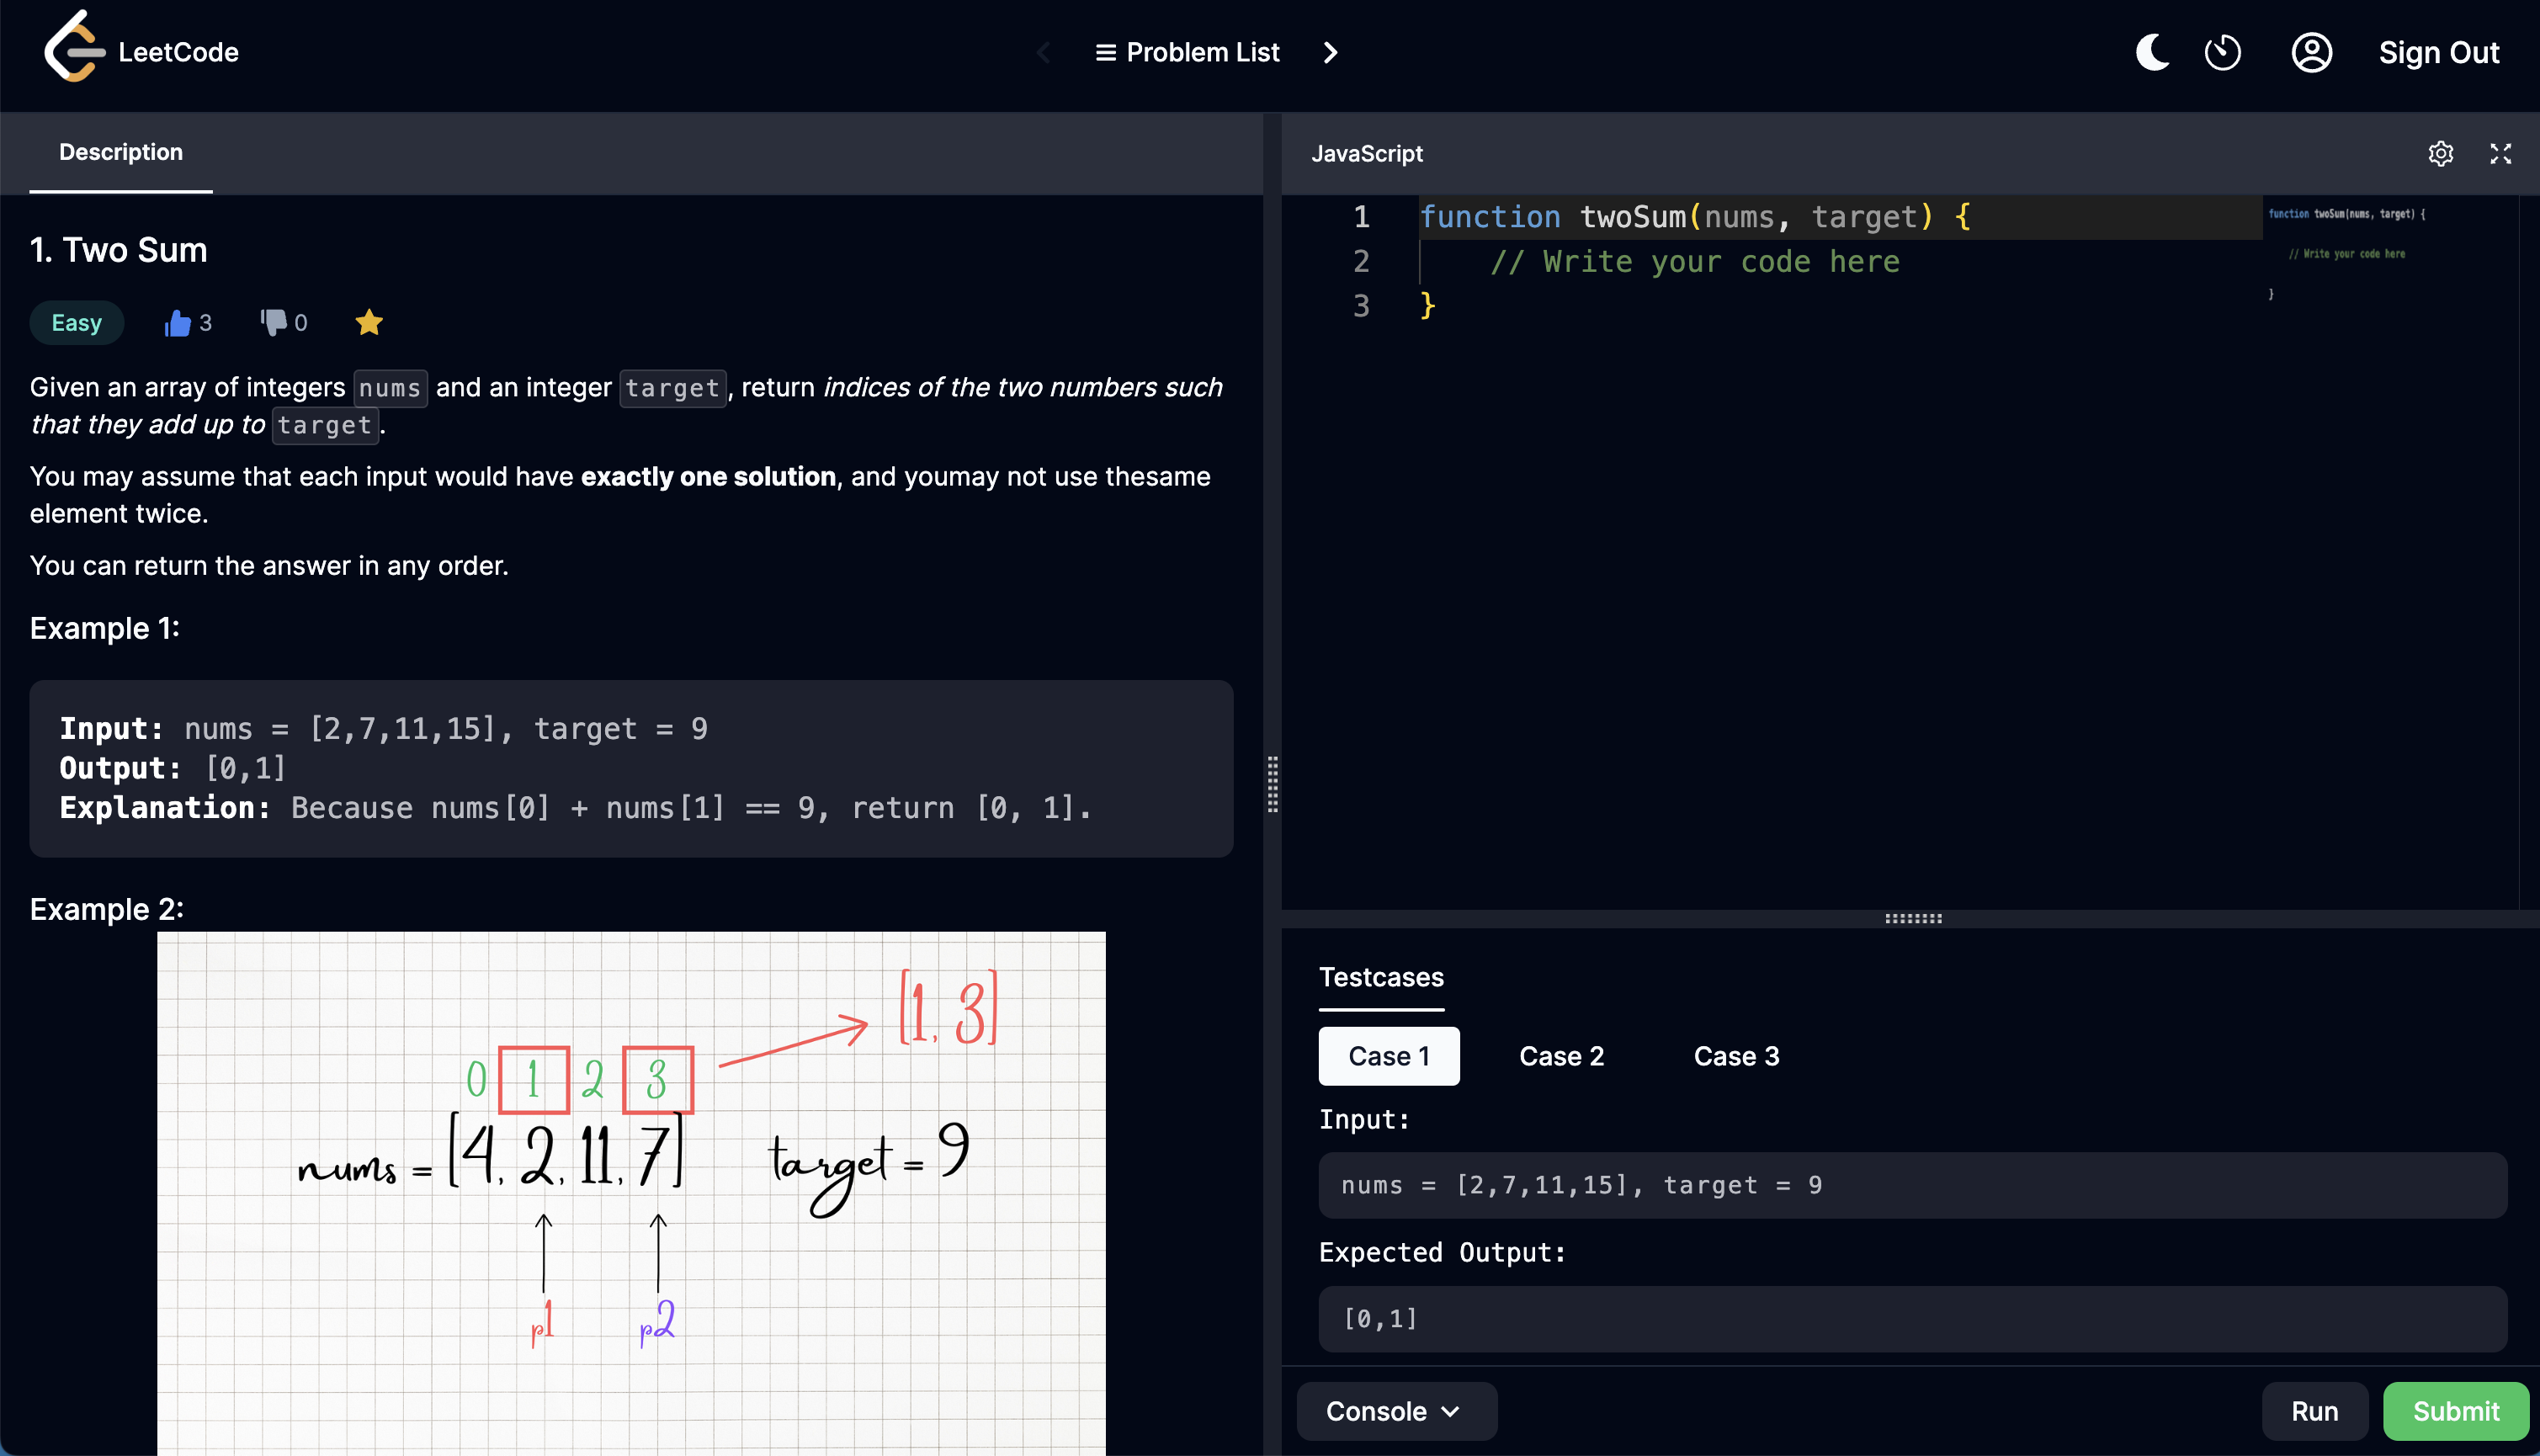 LeetCode
Problem List
Sign Out
Description
1. Two Sum
Easy
3
0
Given an array of integers nums and an integer target, return indices of the two numbers such
that they add up to target.
You may assume that each input would have exactly one solution, and youmay not use thesame
element twice.
You can return the answer in any order.
Example 1:
Input: nums = [2,7,11,15], target = 9
Output: [0,1]
Explanation: Because nums[0] + nums[1] == 9, return [0, 1].
Example 2:
[1, 3]
0 1 2 3
nums = [4, 2, 11, 7] target = 9
p1 p2
JavaScript
1 function twoSum(nums, target) {
2 // Write your code here
3 }
function twoSum(nums, target) {
// Write your code here
}
Testcases
Case 1 Case 2 Case 3
Input:
nums = [2,7,11,15], target = 9
Expected Output:
[0,1]
Console
Run
Submit